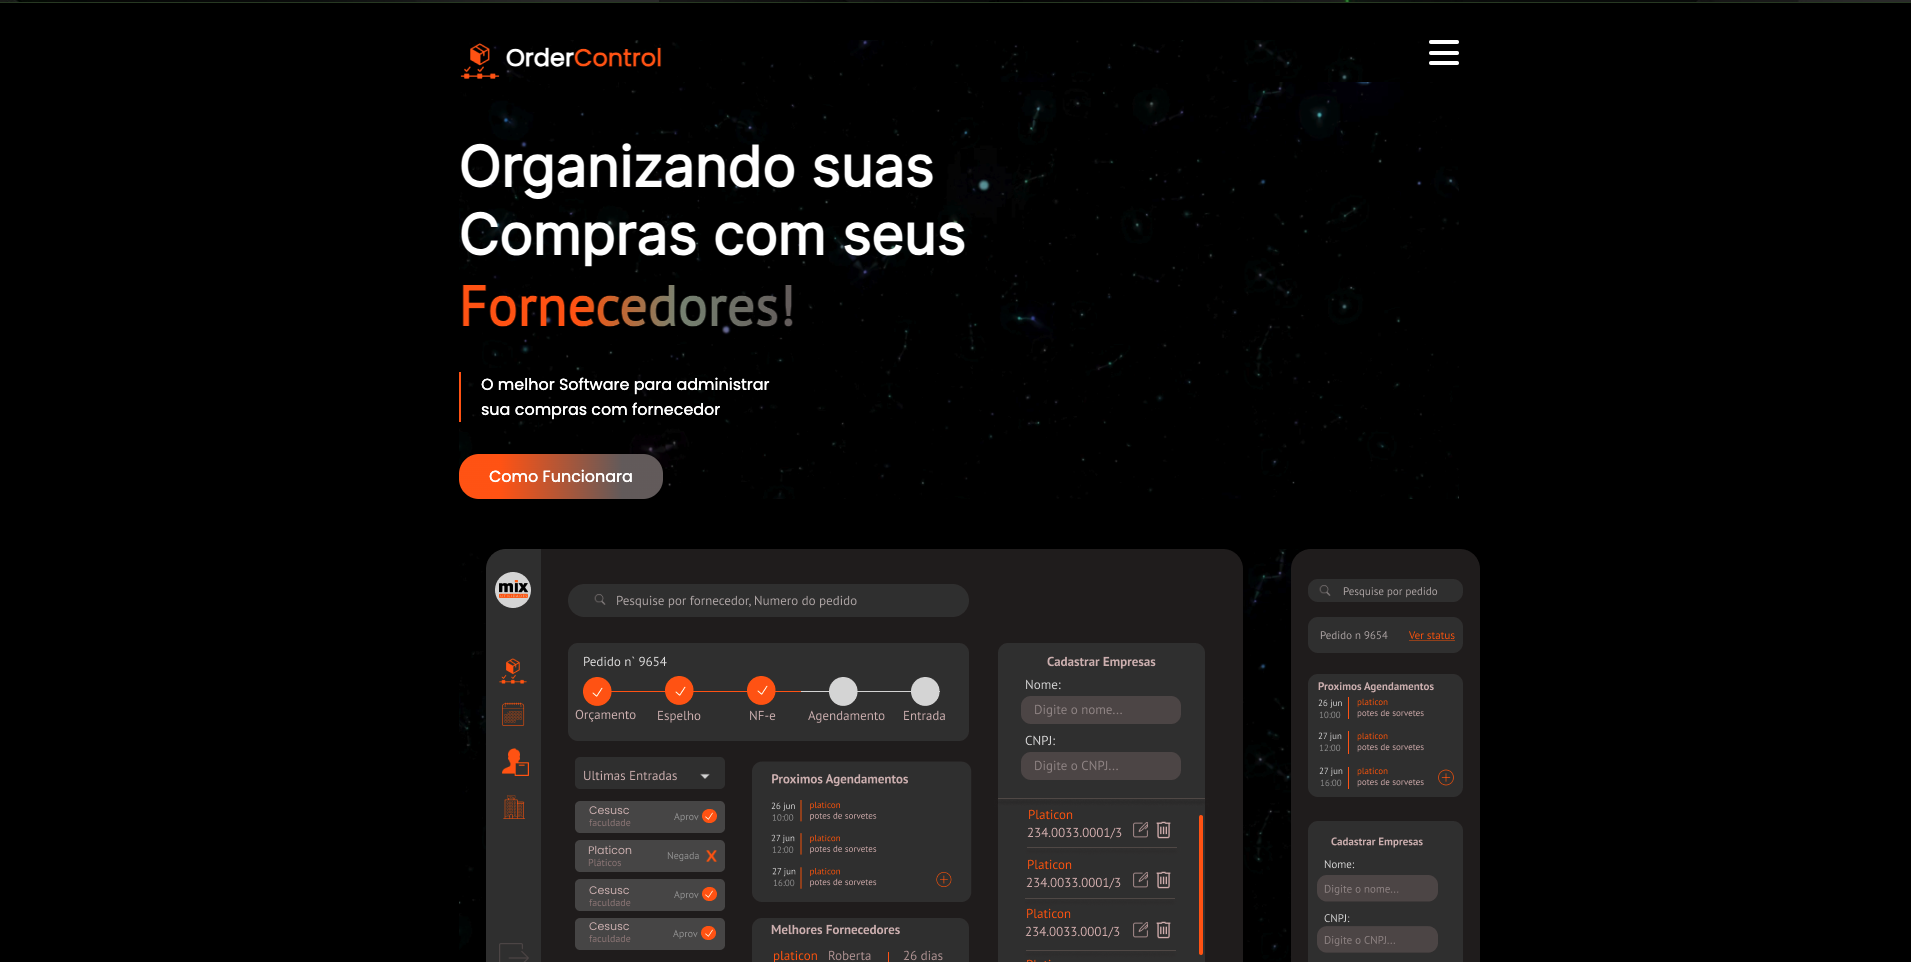 OrderControl
Organizando suas
Compras com seus
Fornecedores!
O melhor Software para administrar
sua compras com fornecedor
Como Funcionara
mix
Pesquise por fornecedor, Numero do pedido
Pedido n` 9654
Orçamento Espelho NF-e Agendamento Entrada
Ultimas Entradas
Cesusc
faculdade
Aprov
Platicon
Pláticos
Negada X
Cesusc
faculdade
Aprov
Cesusc
faculdade
Aprov
Proximos Agendamentos
26 jun platicon
10:00 potes de sorvetes
27 jun platicon
12:00 potes de sorvetes
27 jun platicon
16:00 potes de sorvetes
Melhores Fornecedores
platicon Roberta 26 dias
Cadastrar Empresas
Nome:
Digite o nome...
CNPJ:
Digite o CNPJ...
Platicon
234.0033.0001/3
Platicon
234.0033.0001/3
Platicon
234.0033.0001/3
Pesquise por pedido
Pedido n 9654 Ver status
Proximos Agendamentos
26 jun platicon
10:00 potes de sorvetes
27 jun platicon
12:00 potes de sorvetes
27 jun platicon
16:00 potes de sorvetes
Cadastrar Empresas
Nome:
Digite o nome...
CNPJ:
Digite o CNPJ...